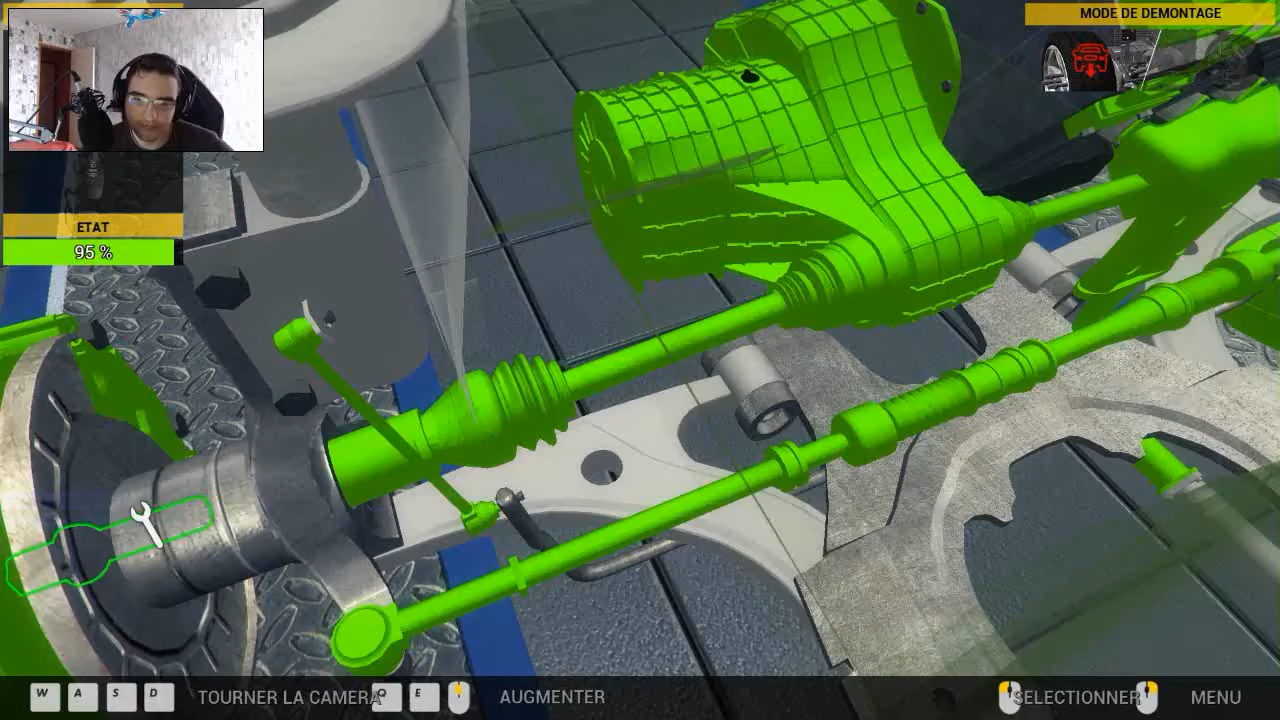 MODE DE DEMONTAGE
ETAT
95 %
W A S D TOURNER LA CAMERA Q E AUGMENTER SELECTIONNER MENU